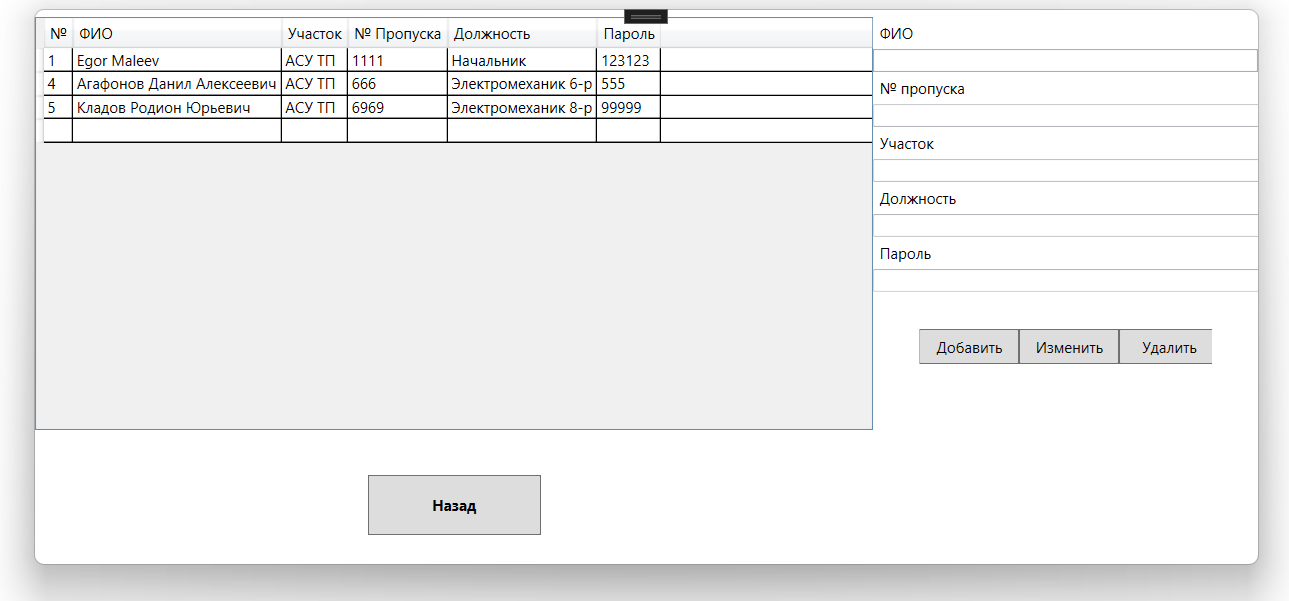 № ФИО Участок № Пропуска Должность Пароль
1 Egor Maleev АСУ ТП 1111 Начальник 123123
4 Агафонов Данил Алексеевич АСУ ТП 666 Электромеханик 6-р 555
5 Кладов Родион Юрьевич АСУ ТП 6969 Электромеханик 8-р 99999
ФИО
№ пропуска
Участок
Должность
Пароль
Добавить Изменить Удалить
Назад